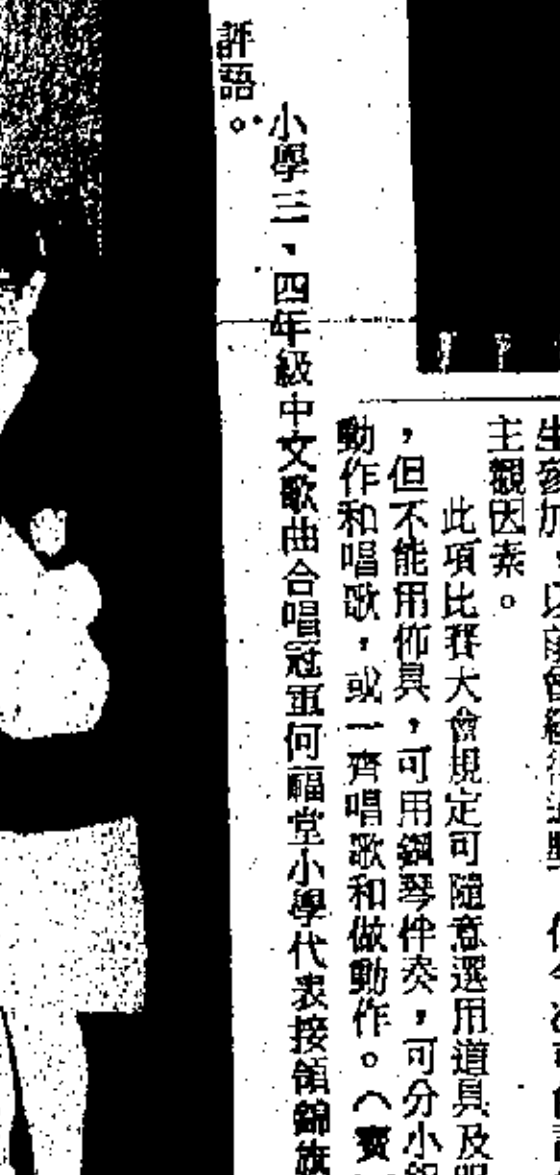 主觀因素。
此項比賽大會規定可隨意選用道具及
，但不能用佈具，可用鋼琴伴奏，可分小
動作和唱歌，或一齊唱歌和做動作。（寶
小學三、四年級中文歌曲合唱冠軍何福堂小學代表接領錦旗
評語。